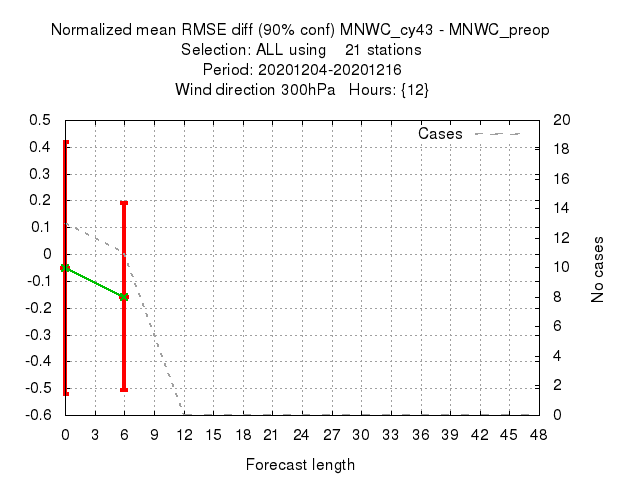 Normalized mean RMSE diff (90% conf) MNWC_cy43 - MNWC_preop
Selection: ALL using 21 stations
Period: 20201204-20201216
Wind direction 300hPa Hours: {12}
Cases
0.5
0.4
0.3
0.2
0.1
0
-0.1
-0.2
-0.3
-0.4
-0.5
-0.6
20
18
16
14
12
10
8
6
4
2
0
No cases
0 3 6 9 12 15 18 21 24 27 30 33 36 39 42 45 48
Forecast length